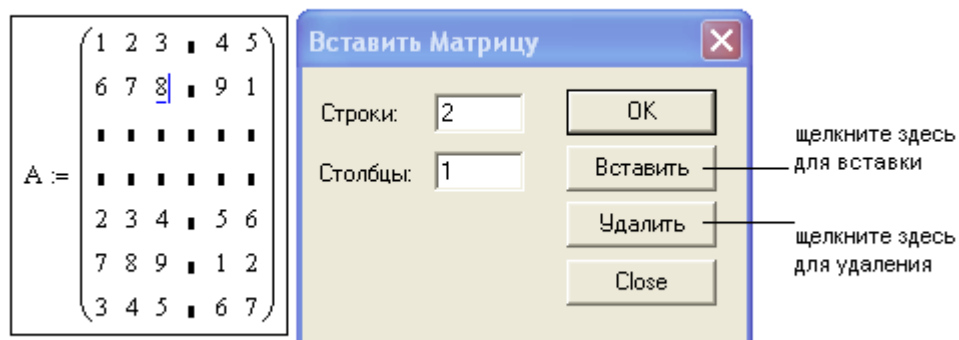 1 2 3 ▪ 4 5
6 7 8 ▪ 9 1
▪ ▪ ▪ ▪ ▪ ▪
A := ▪ ▪ ▪ ▪ ▪ ▪
2 3 4 ▪ 5 6
7 8 9 ▪ 1 2
3 4 5 ▪ 6 7
Вставить Матрицу
Строки: 2
Столбцы: 1
OK
Вставить
Удалить
Close
щелкните здесь
для вставки
щелкните здесь
для удаления